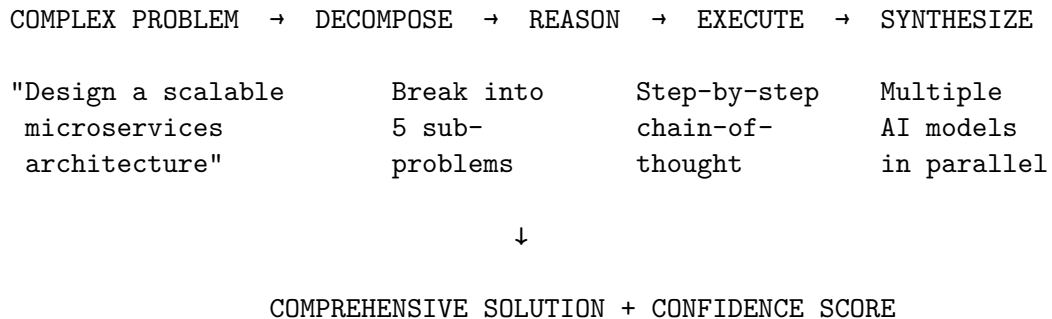 COMPLEX PROBLEM → DECOMPOSE → REASON → EXECUTE → SYNTHESIZE
"Design a scalable Break into Step-by-step Multiple
microservices 5 sub- chain-of- AI models
architecture" problems thought in parallel
↓
COMPREHENSIVE SOLUTION + CONFIDENCE SCORE